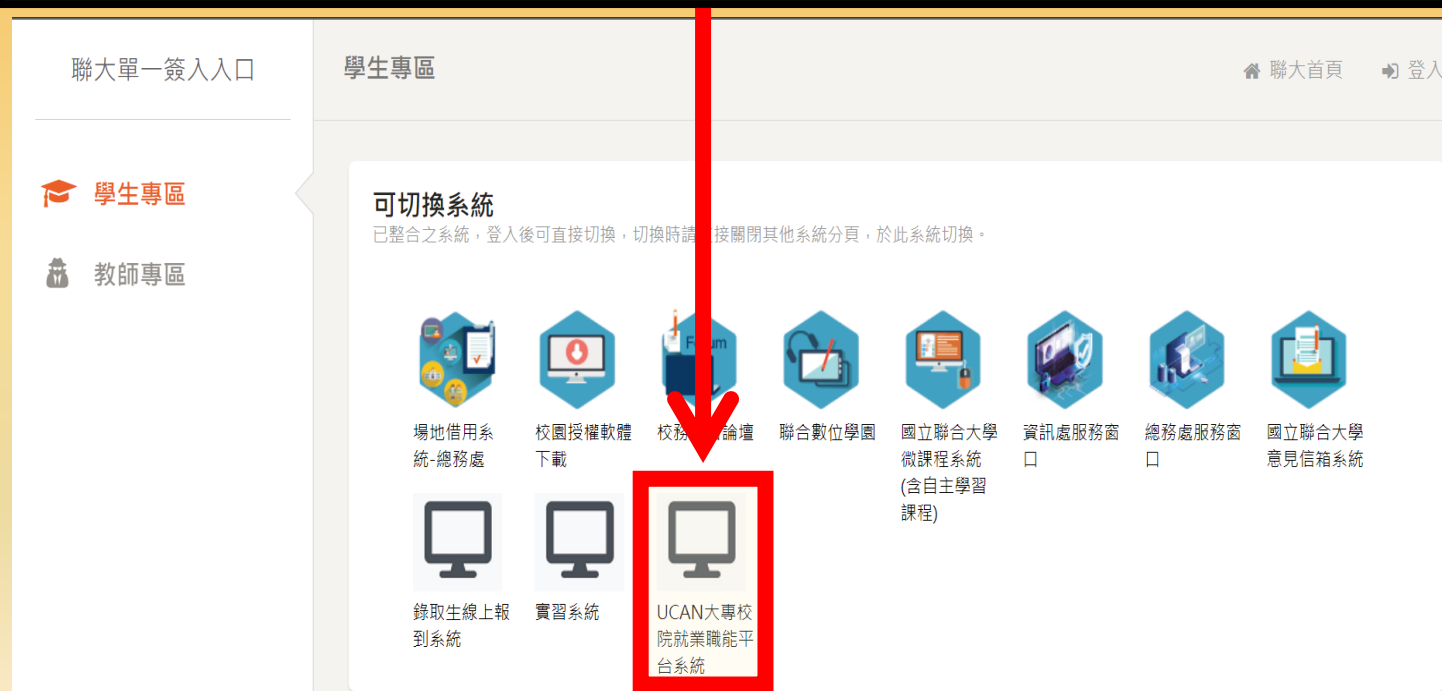 聯大單一簽入入口
學生專區
聯大首頁
登入
學生專區
教師專區
可切換系統
已整合之系統，登入後可直接切換，切換時請 接關閉其他系統分頁，於此系統切換。
場地借用系
統-總務處
校園授權軟體
下載
校務 論壇
聯合數位學園
國立聯合大學
微課程系統
(含自主學習
課程)
資訊處服務窗
口
總務處服務窗
口
國立聯合大學
意見信箱系統
錄取生線上報
到系統
實習系統
UCAN大專校
院就業職能平
台系統